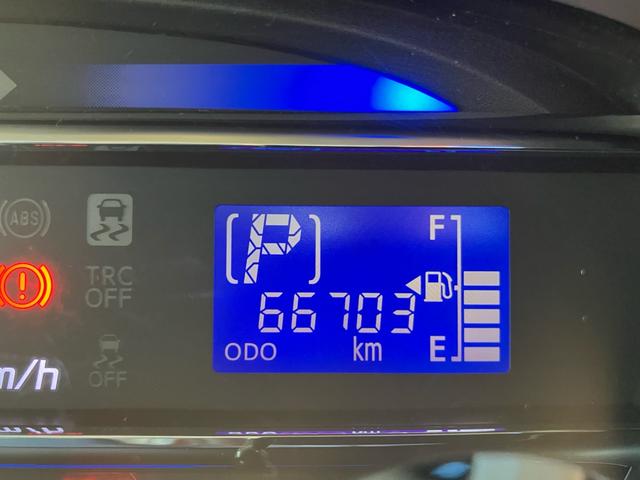 ABS
TRC
OFF
OFF
m/h
P
F
66703
ODO km
E